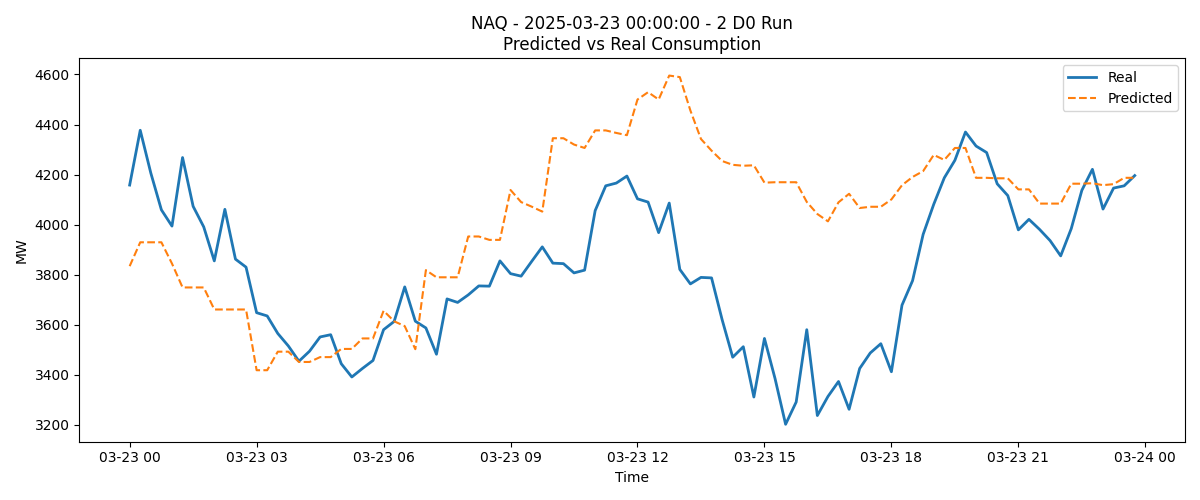 NAQ - 2025-03-23 00:00:00 - 2 D0 Run
Predicted vs Real Consumption
Real
Predicted
MW
4600
4400
4200
4000
3800
3600
3400
3200
03-23 00
03-23 03
03-23 06
03-23 09
03-23 12
03-23 15
03-23 18
03-23 21
03-24 00
Time